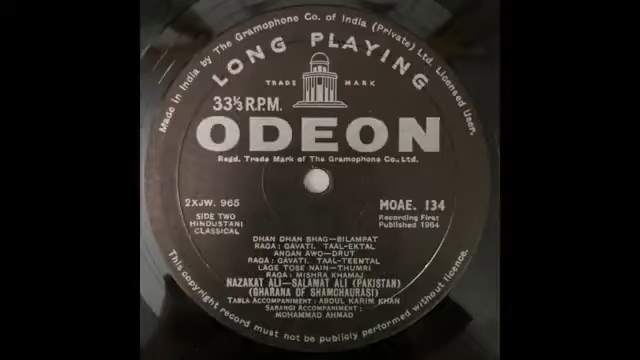 Made in India by The Gramophone Co. of India (Private) Ltd. Licensed User.
LONG PLAYING
TRADE MARK
33⅓ R.P.M.
ODEON
Regd. Trade Mark of The Gramophone Co., Ltd.
2XJW. 965
MOAE. 134
SIDE TWO
HINDUSTANI
CLASSICAL
Recording First
Published 1964
DHAN DHAN BHAG—BILAMPAT
RAGA : GAVATI, TAAL-EKTAL
ANGAN AWO—DRUT
RAGA : GAVATI, TAAL-TEENTAL
LAGE TOSE NAIN—THUMRI
RAGA : MISHRA KHAMAJ
NAZAKAT ALI—SALAMAT ALI (PAKISTAN)
(GHARANA OF SHAMCHAURASI)
TABLA ACCOMPANIMENT : ABDUL KARIM KHAN
SARANGI ACCOMPANIMENT :
MOHAMMAD AHMAD
This copyright record must not be publicly performed without licence.